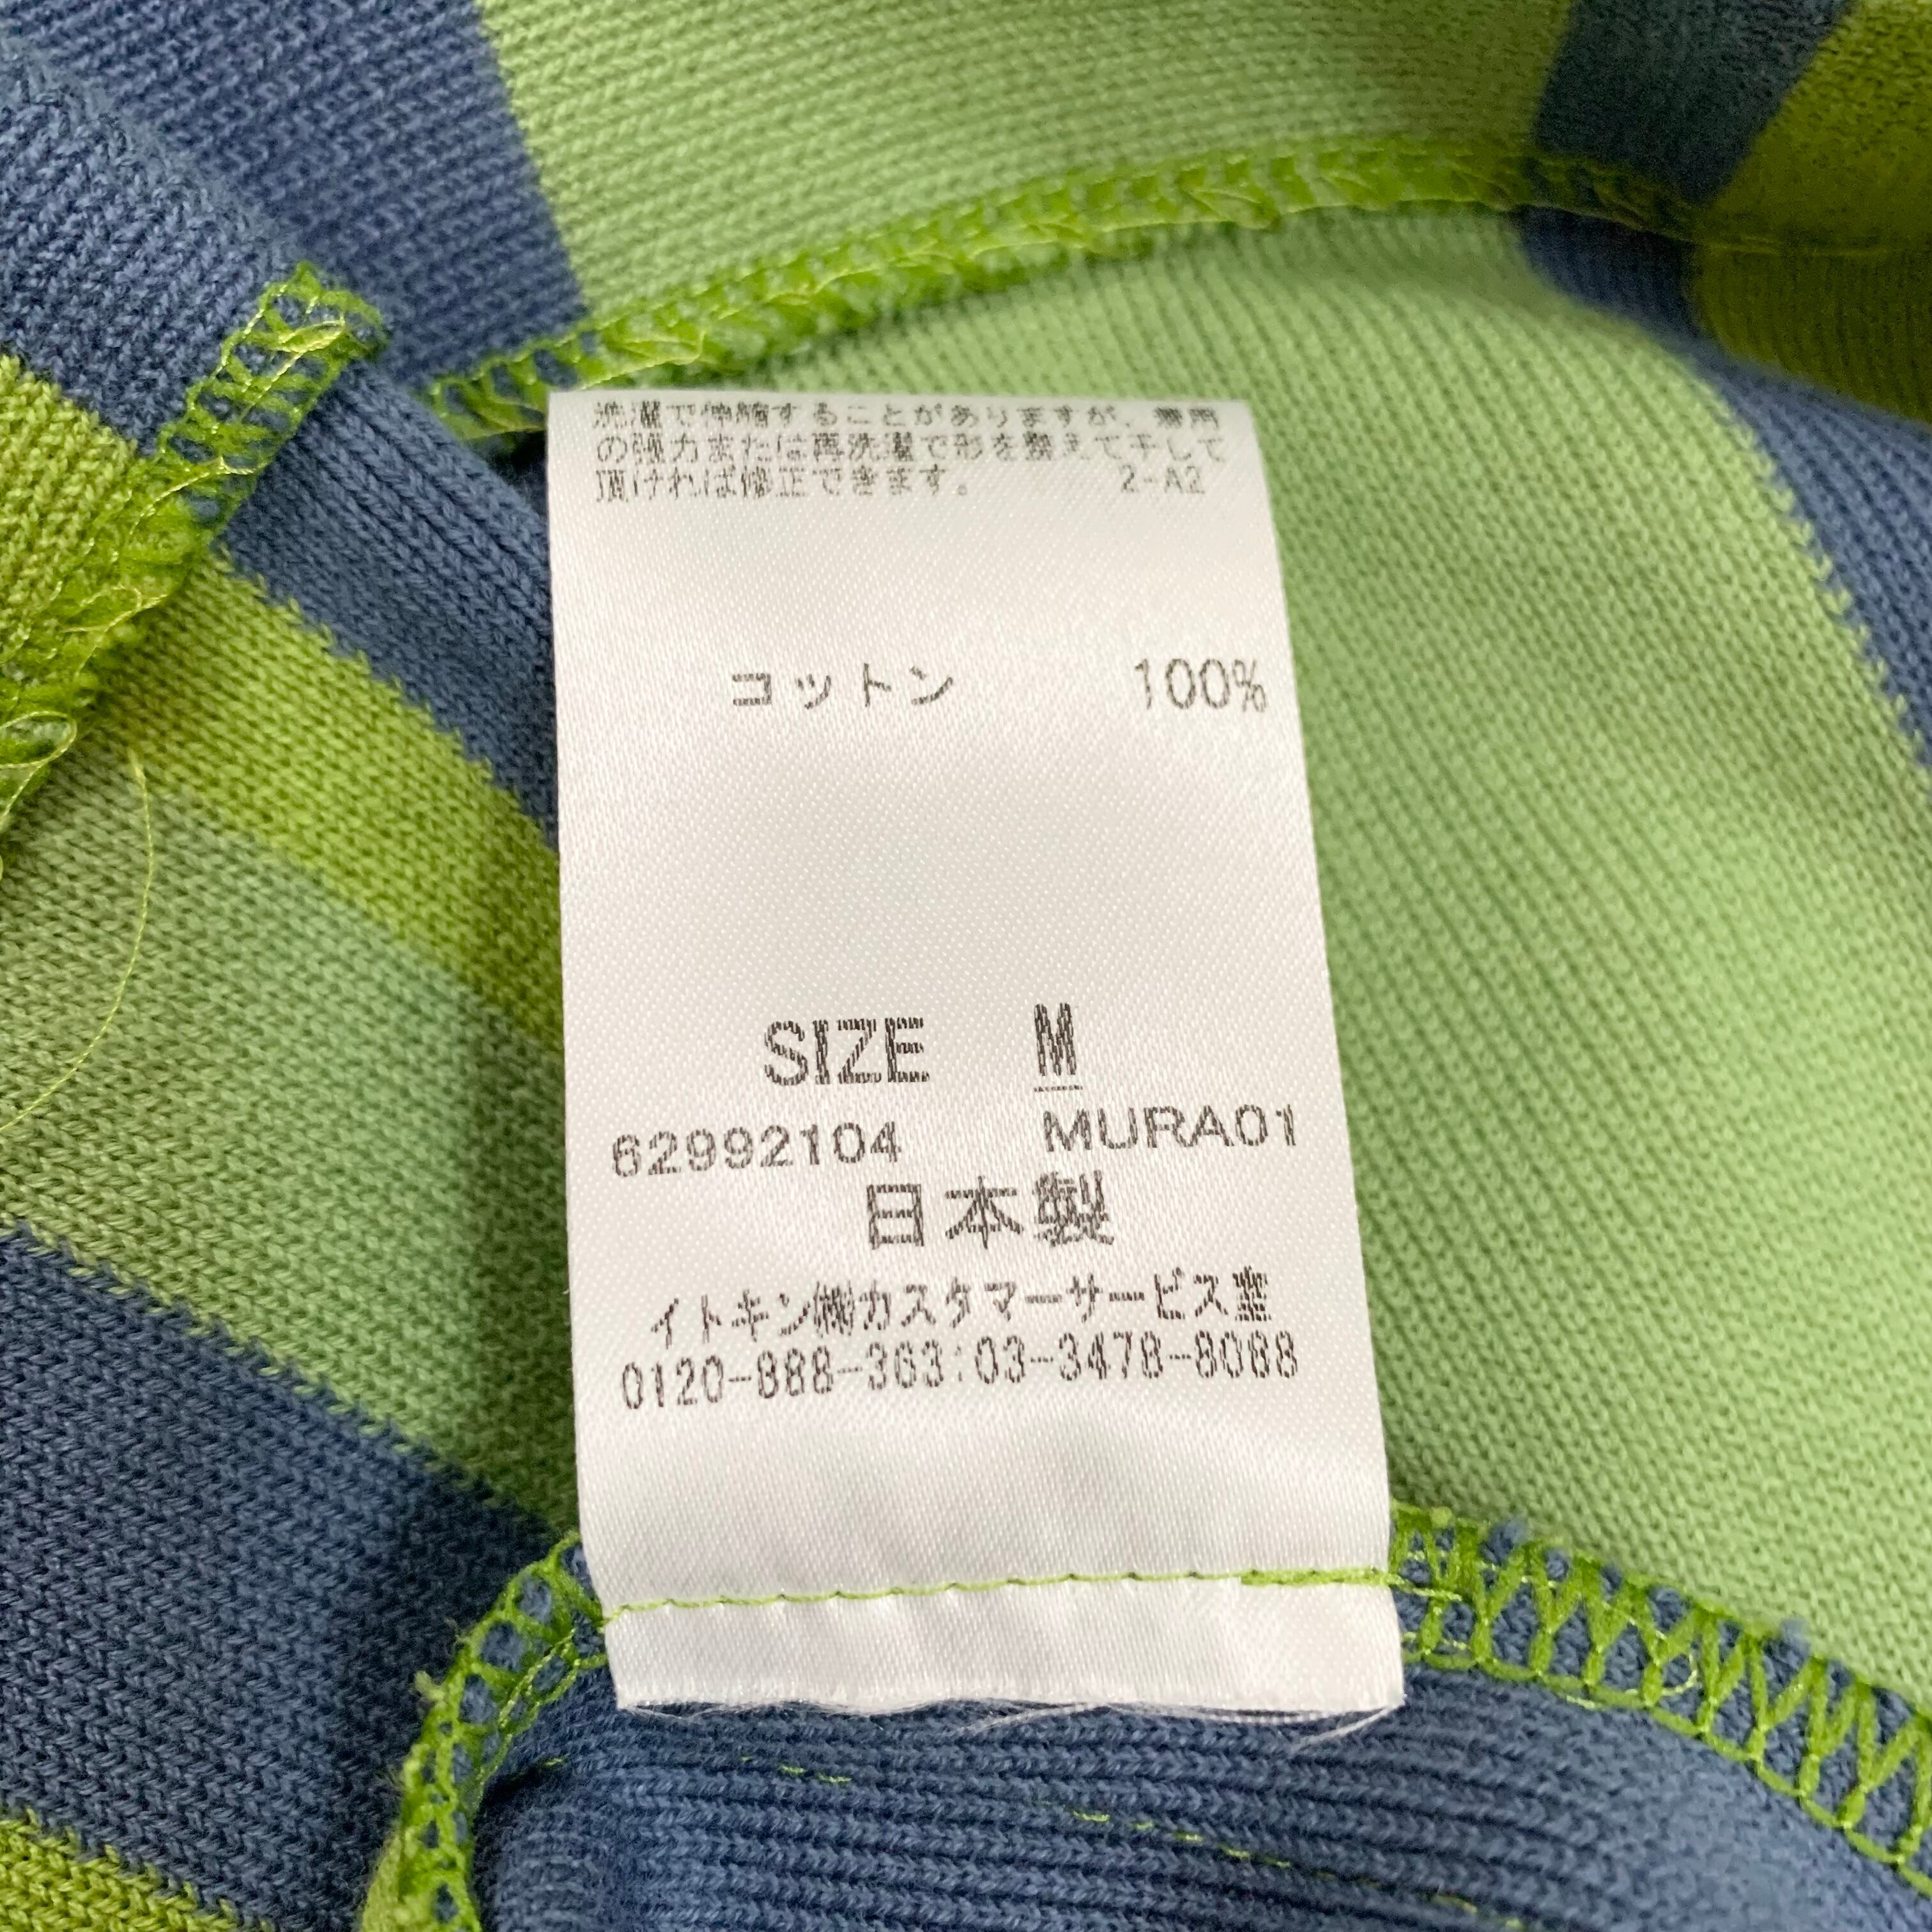 洗濯で伸縮することがありますが、着用
の張力または再洗濯で形を整えて干して
頂ければ修正できます。 2-A2
コットン 100%
SIZE M
62992104 MURA01
日本製
イトキン㈱カスタマーサービス室
0120-888-363:03-3478-8088